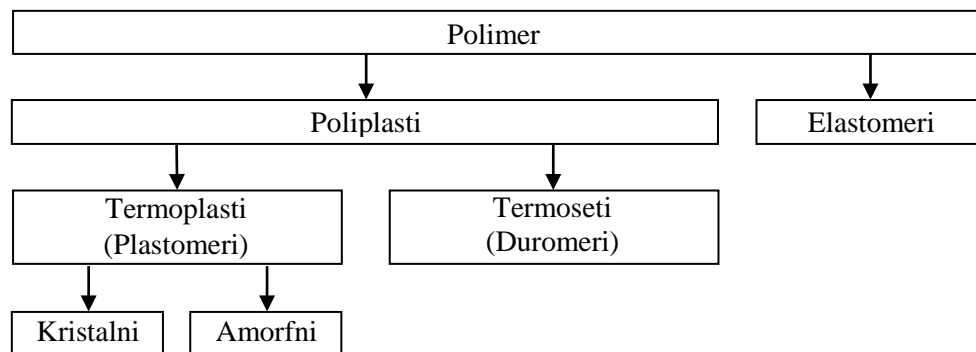 Polimer
Poliplasti
Elastomeri
Termoplasti
(Plastomeri)
Termoseti
(Duromeri)
Kristalni
Amorfni